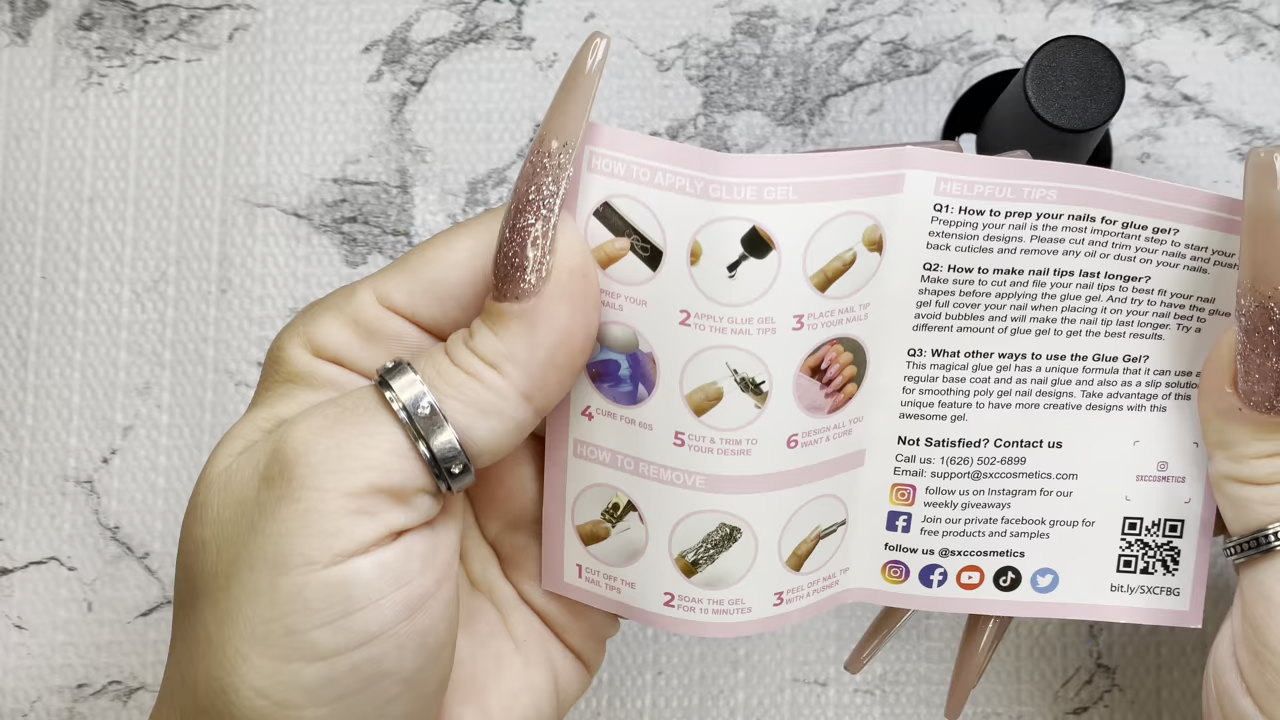 HOW TO APPLY GLUE GEL
PREP YOUR
NAILS
2 APPLY GLUE GEL
TO THE NAIL TIPS
3 PLACE NAIL TIP
TO YOUR NAILS
4 CURE FOR 60S
5 CUT & TRIM TO
YOUR DESIRE
6 DESIGN ALL YOU
WANT & CURE
HOW TO REMOVE
1 CUT OFF THE
NAIL TIPS
2 SOAK THE GEL
FOR 10 MINUTES
3 PEEL OFF NAIL TIP
WITH A PUSHER
HELPFUL TIPS
Q1: How to prep your nails for glue gel?
Prepping your nail is the most important step to start your
extension designs. Please cut and trim your nails and push
back cuticles and remove any oil or dust on your nails.
Q2: How to make nail tips last longer?
Make sure to cut and file your nail tips to best fit your nail
shapes before applying the glue gel. And try to have the glue
gel full cover your nail when placing it on your nail bed to
avoid bubbles and will make the nail tip last longer. Try a
different amount of glue gel to get the best results.
Q3: What other ways to use the Glue Gel?
This magical glue gel has a unique formula that it can use a
regular base coat and as nail glue and also as a slip solution
for smoothing poly gel nail designs. Take advantage of this
unique feature to have more creative designs with this
awesome gel.
Not Satisfied? Contact us
Call us: 1(626) 502-6899
Email: support@sxccosmetics.com
follow us on Instagram for our
weekly giveaways
Join our private facebook group for
free products and samples
follow us @sxccosmetics
SXCCOSMETICS
bit.ly/SXCFBG